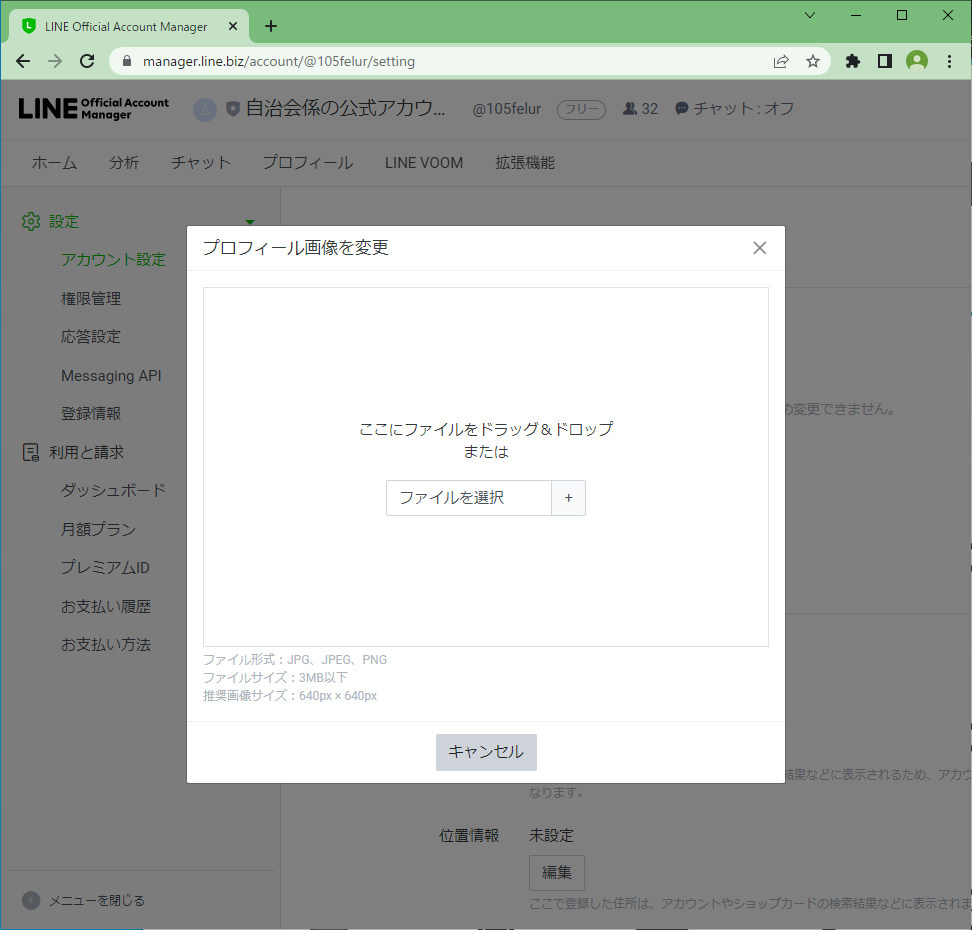 LINE Official Account Manager
manager.line.biz/account/@105felur/setting
LINE Official Account Manager
自治会係の公式アカウ...
@105felur
フリー
32
チャット : オフ
ホーム
分析
チャット
プロフィール
LINE VOOM
拡張機能
設定
アカウント設定
権限管理
応答設定
Messaging API
登録情報
利用と請求
ダッシュボード
月額プラン
プレミアムID
お支払い履歴
お支払い方法
メニューを閉じる
プロフィール画像を変更
ここにファイルをドラッグ＆ドロップ
または
ファイルを選択
+
ファイル形式：JPG、JPEG、PNG
ファイルサイズ：3MB以下
推奨画像サイズ：640px × 640px
キャンセル
の変更できません。
結果などに表示されるため、アカウ
なります。
位置情報
未設定
編集
ここで登録した住所は、アカウントやショップカードの検索結果などに表示されま